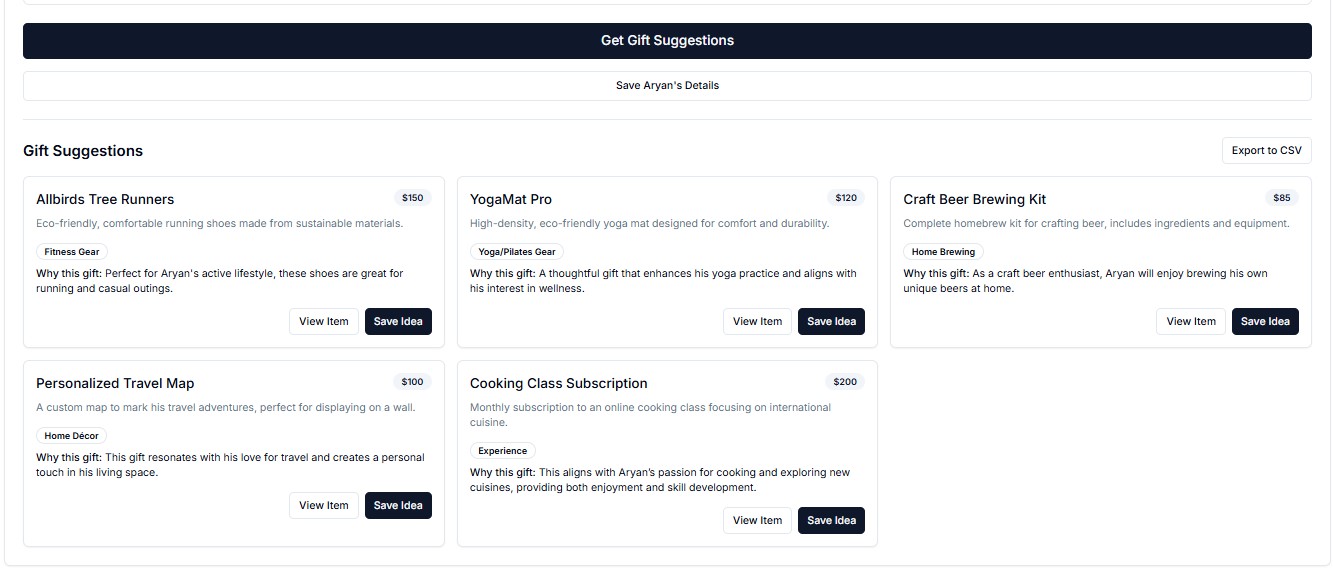 Get Gift Suggestions
Save Aryan's Details
Gift Suggestions
Export to CSV
Allbirds Tree Runners
$150
Eco-friendly, comfortable running shoes made from sustainable materials.
Fitness Gear
Why this gift: Perfect for Aryan's active lifestyle, these shoes are great for
running and casual outings.
View Item
Save Idea
YogaMat Pro
$120
High-density, eco-friendly yoga mat designed for comfort and durability.
Yoga/Pilates Gear
Why this gift: A thoughtful gift that enhances his yoga practice and aligns with
his interest in wellness.
View Item
Save Idea
Craft Beer Brewing Kit
$85
Complete homebrew kit for crafting beer, includes ingredients and equipment.
Home Brewing
Why this gift: As a craft beer enthusiast, Aryan will enjoy brewing his own
unique beers at home.
View Item
Save Idea
Personalized Travel Map
$100
A custom map to mark his travel adventures, perfect for displaying on a wall.
Home Décor
Why this gift: This gift resonates with his love for travel and creates a personal
touch in his living space.
View Item
Save Idea
Cooking Class Subscription
$200
Monthly subscription to an online cooking class focusing on international
cuisine.
Experience
Why this gift: This aligns with Aryan’s passion for cooking and exploring new
cuisines, providing both enjoyment and skill development.
View Item
Save Idea